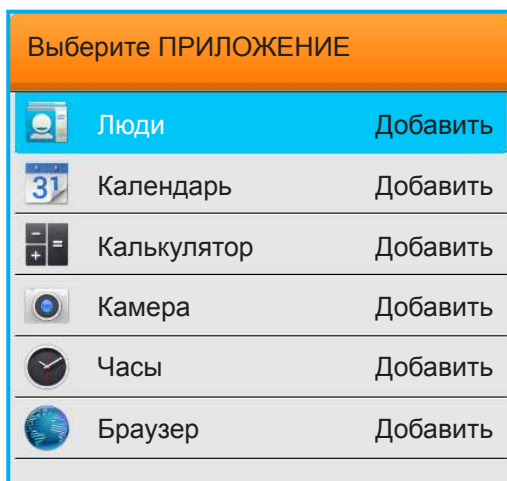 Выберите ПРИЛОЖЕНИЕ
Люди Добавить
31 Календарь Добавить
− = + Калькулятор Добавить
Камера Добавить
Часы Добавить
Браузер Добавить